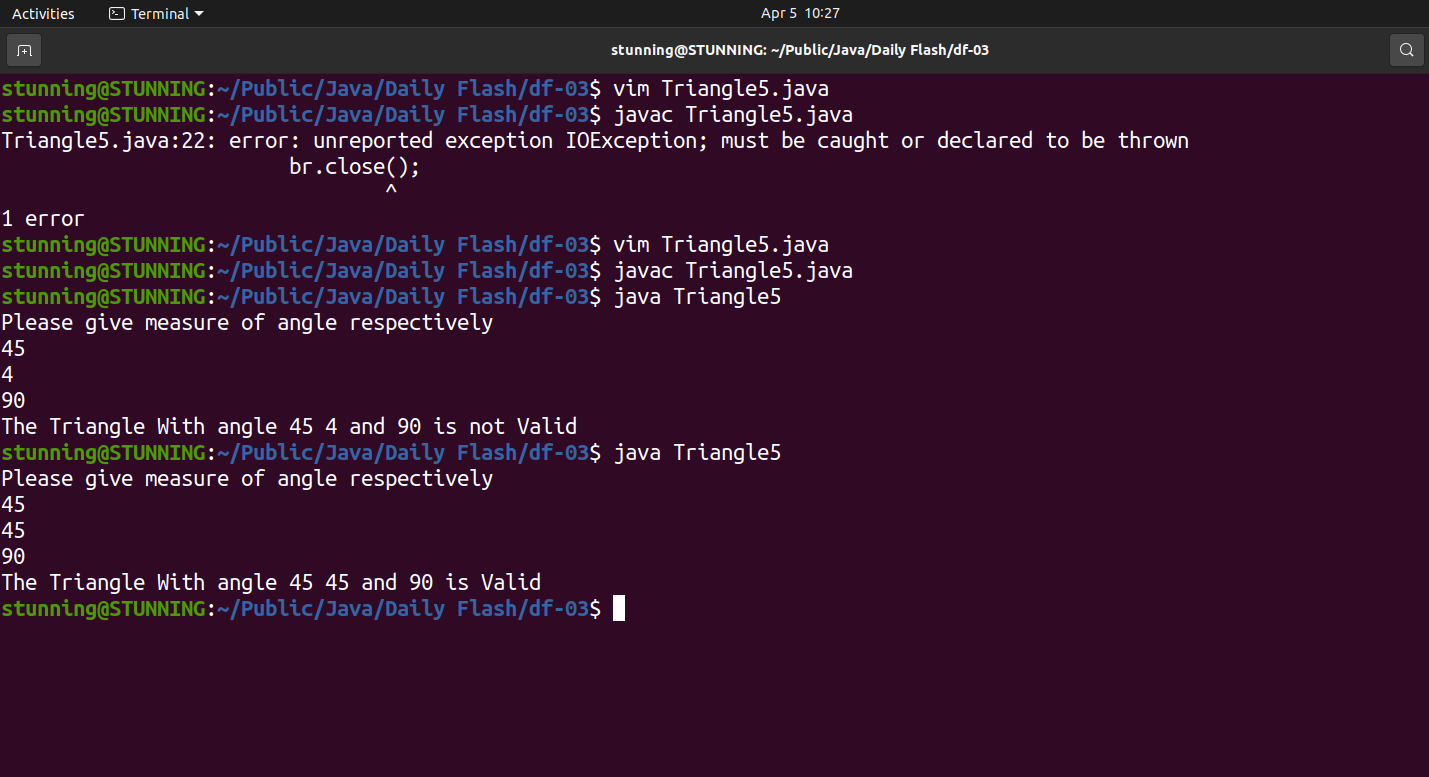 Activities Terminal Apr 5 10:27
stunning@STUNNING: ~/Public/Java/Daily Flash/df-03
stunning@STUNNING:~/Public/Java/Daily Flash/df-03$ vim Triangle5.java
stunning@STUNNING:~/Public/Java/Daily Flash/df-03$ javac Triangle5.java
Triangle5.java:22: error: unreported exception IOException; must be caught or declared to be thrown
                        br.close();
                                ^
1 error
stunning@STUNNING:~/Public/Java/Daily Flash/df-03$ vim Triangle5.java
stunning@STUNNING:~/Public/Java/Daily Flash/df-03$ javac Triangle5.java
stunning@STUNNING:~/Public/Java/Daily Flash/df-03$ java Triangle5
Please give measure of angle respectively
45
4
90
The Triangle With angle 45 4 and 90 is not Valid
stunning@STUNNING:~/Public/Java/Daily Flash/df-03$ java Triangle5
Please give measure of angle respectively
45
45
90
The Triangle With angle 45 45 and 90 is Valid
stunning@STUNNING:~/Public/Java/Daily Flash/df-03$